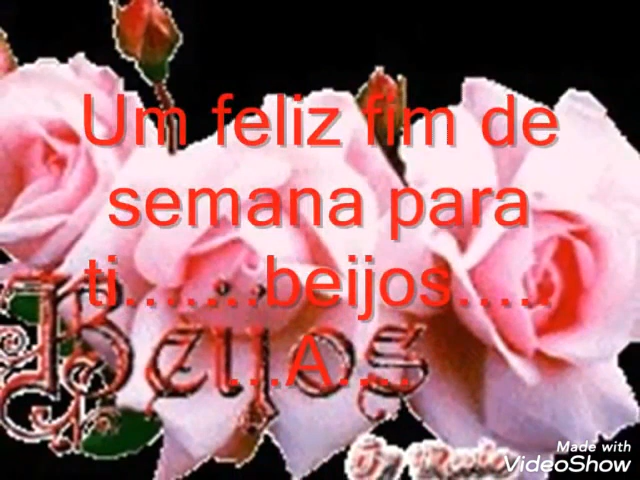 Um feliz fim de
semana para
ti.......beijos.....
...A....
Beijos
Made with
VideoShow